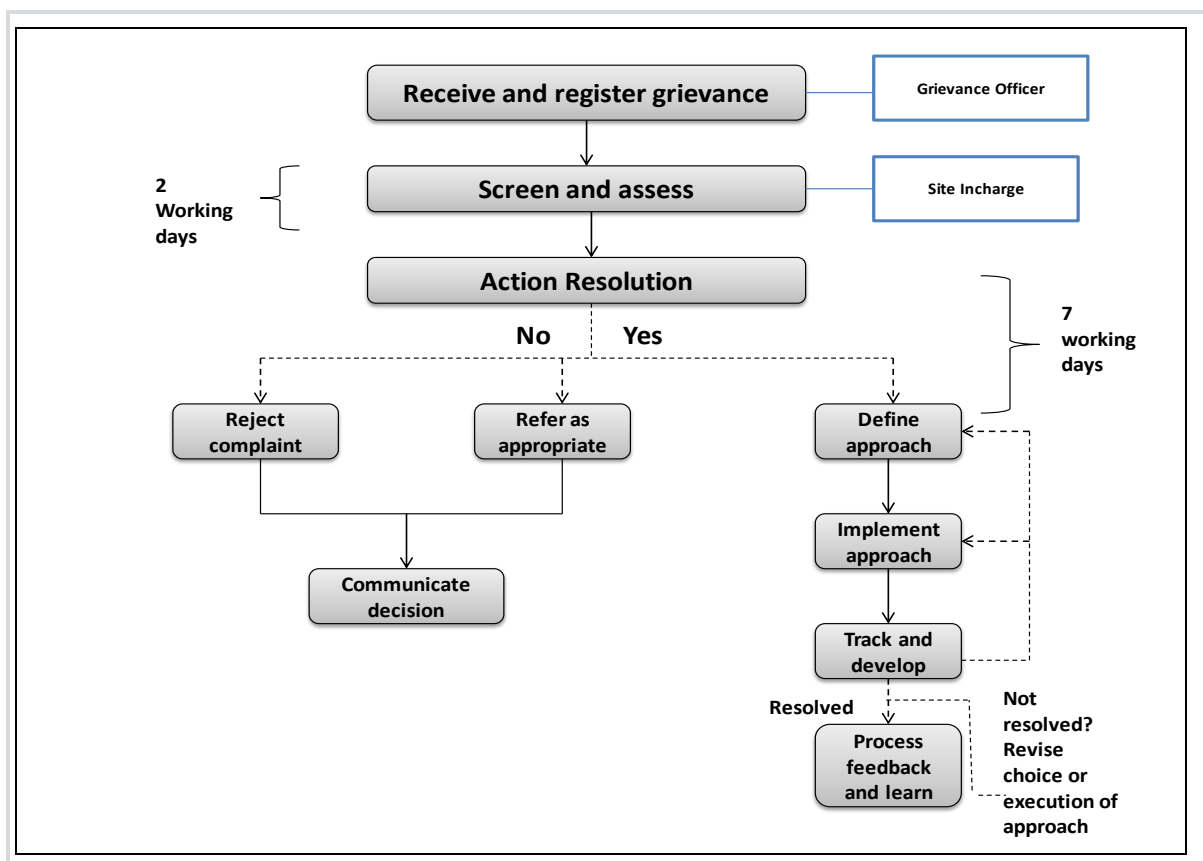 Receive and register grievance
Grievance Officer
2
Working
days
Screen and assess
Site Incharge
Action Resolution
No
Yes
7
working
days
Reject
complaint
Refer as
appropriate
Define
approach
Implement
approach
Communicate
decision
Track and
develop
Resolved
Not
resolved?
Revise
choice or
execution of
approach
Process
feedback
and learn